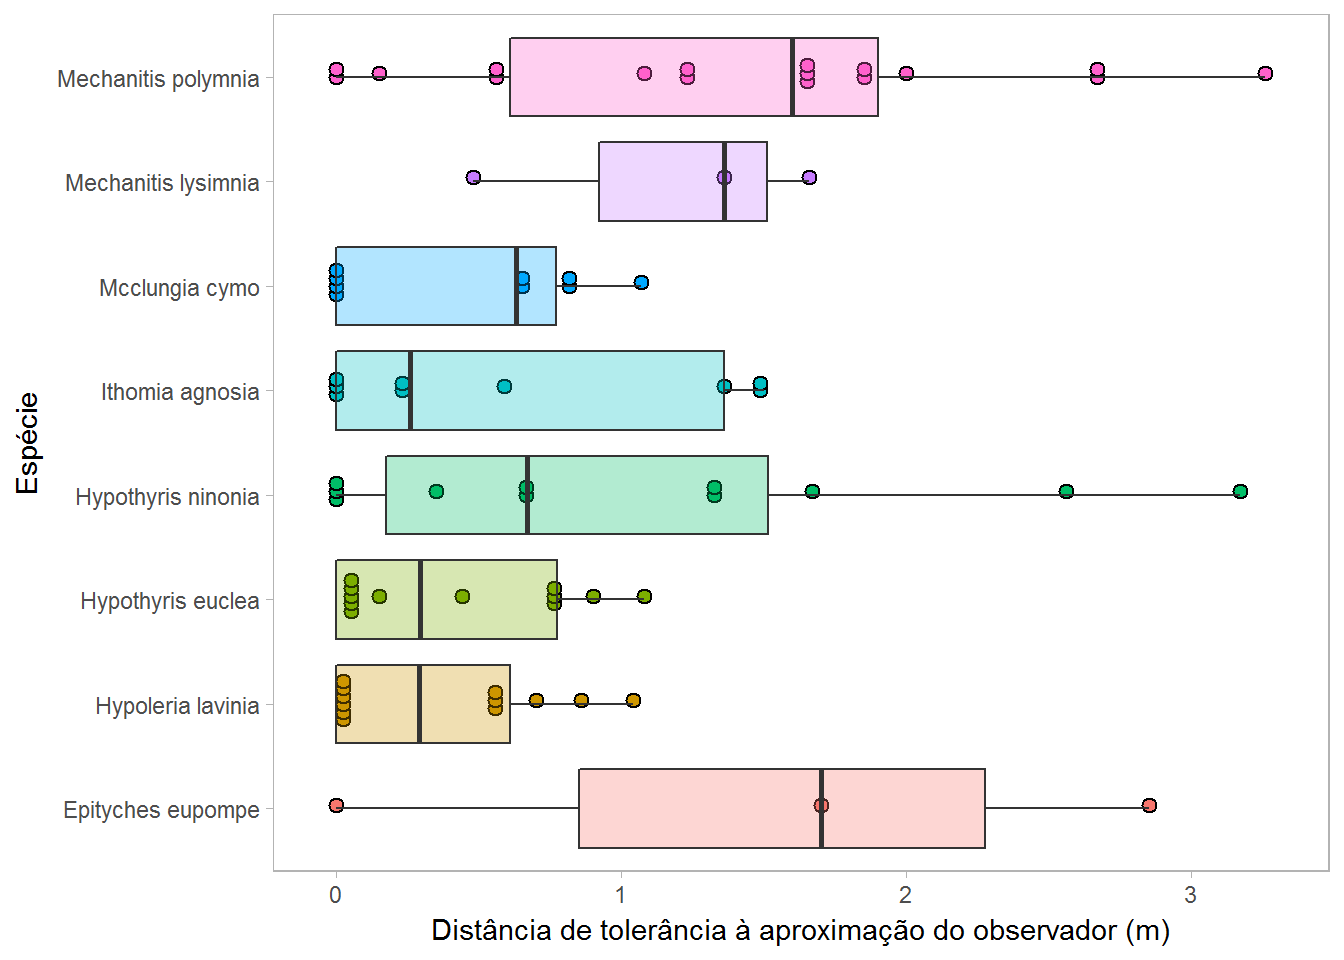 Mechanitis polymnia
Mechanitis lysimnia
Mcclungia cymo
Ithomia agnosia
Hypothyris ninonia
Hypothyris euclea
Hypoleria lavinia
Epityches eupompe
Espécie
0 1 2 3
Distância de tolerância à aproximação do observador (m)